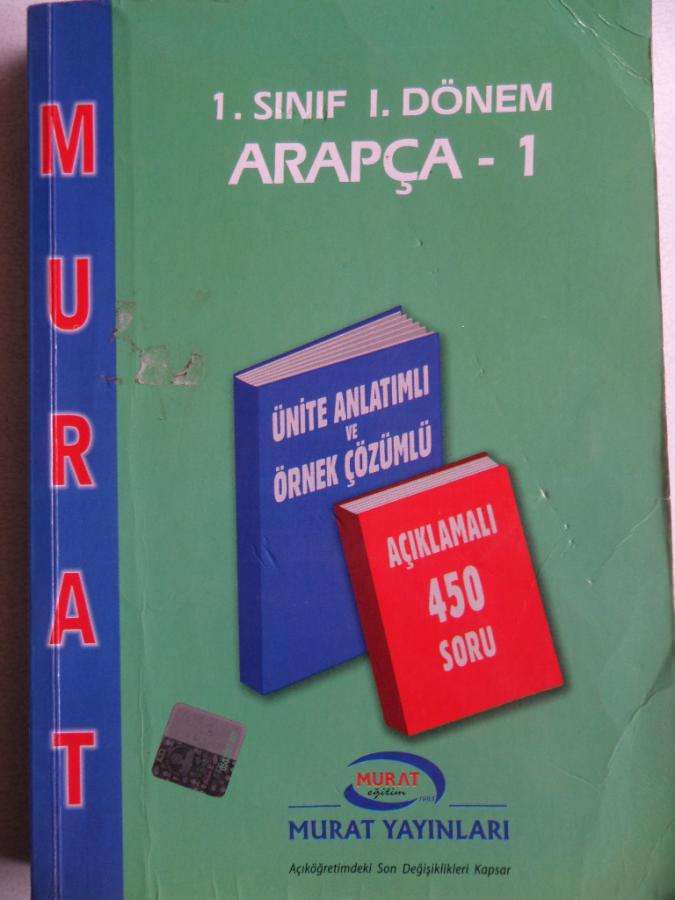 MURAT
1. SINIF I. DÖNEM
ARAPÇA - 1
ÜNİTE ANLATIMLI
VE
ÖRNEK ÇÖZÜMLÜ
AÇIKLAMALI
450
SORU
MURAT
eğitim
MURAT YAYINLARI
Açıköğretimdeki Son Değişiklikleri Kapsar